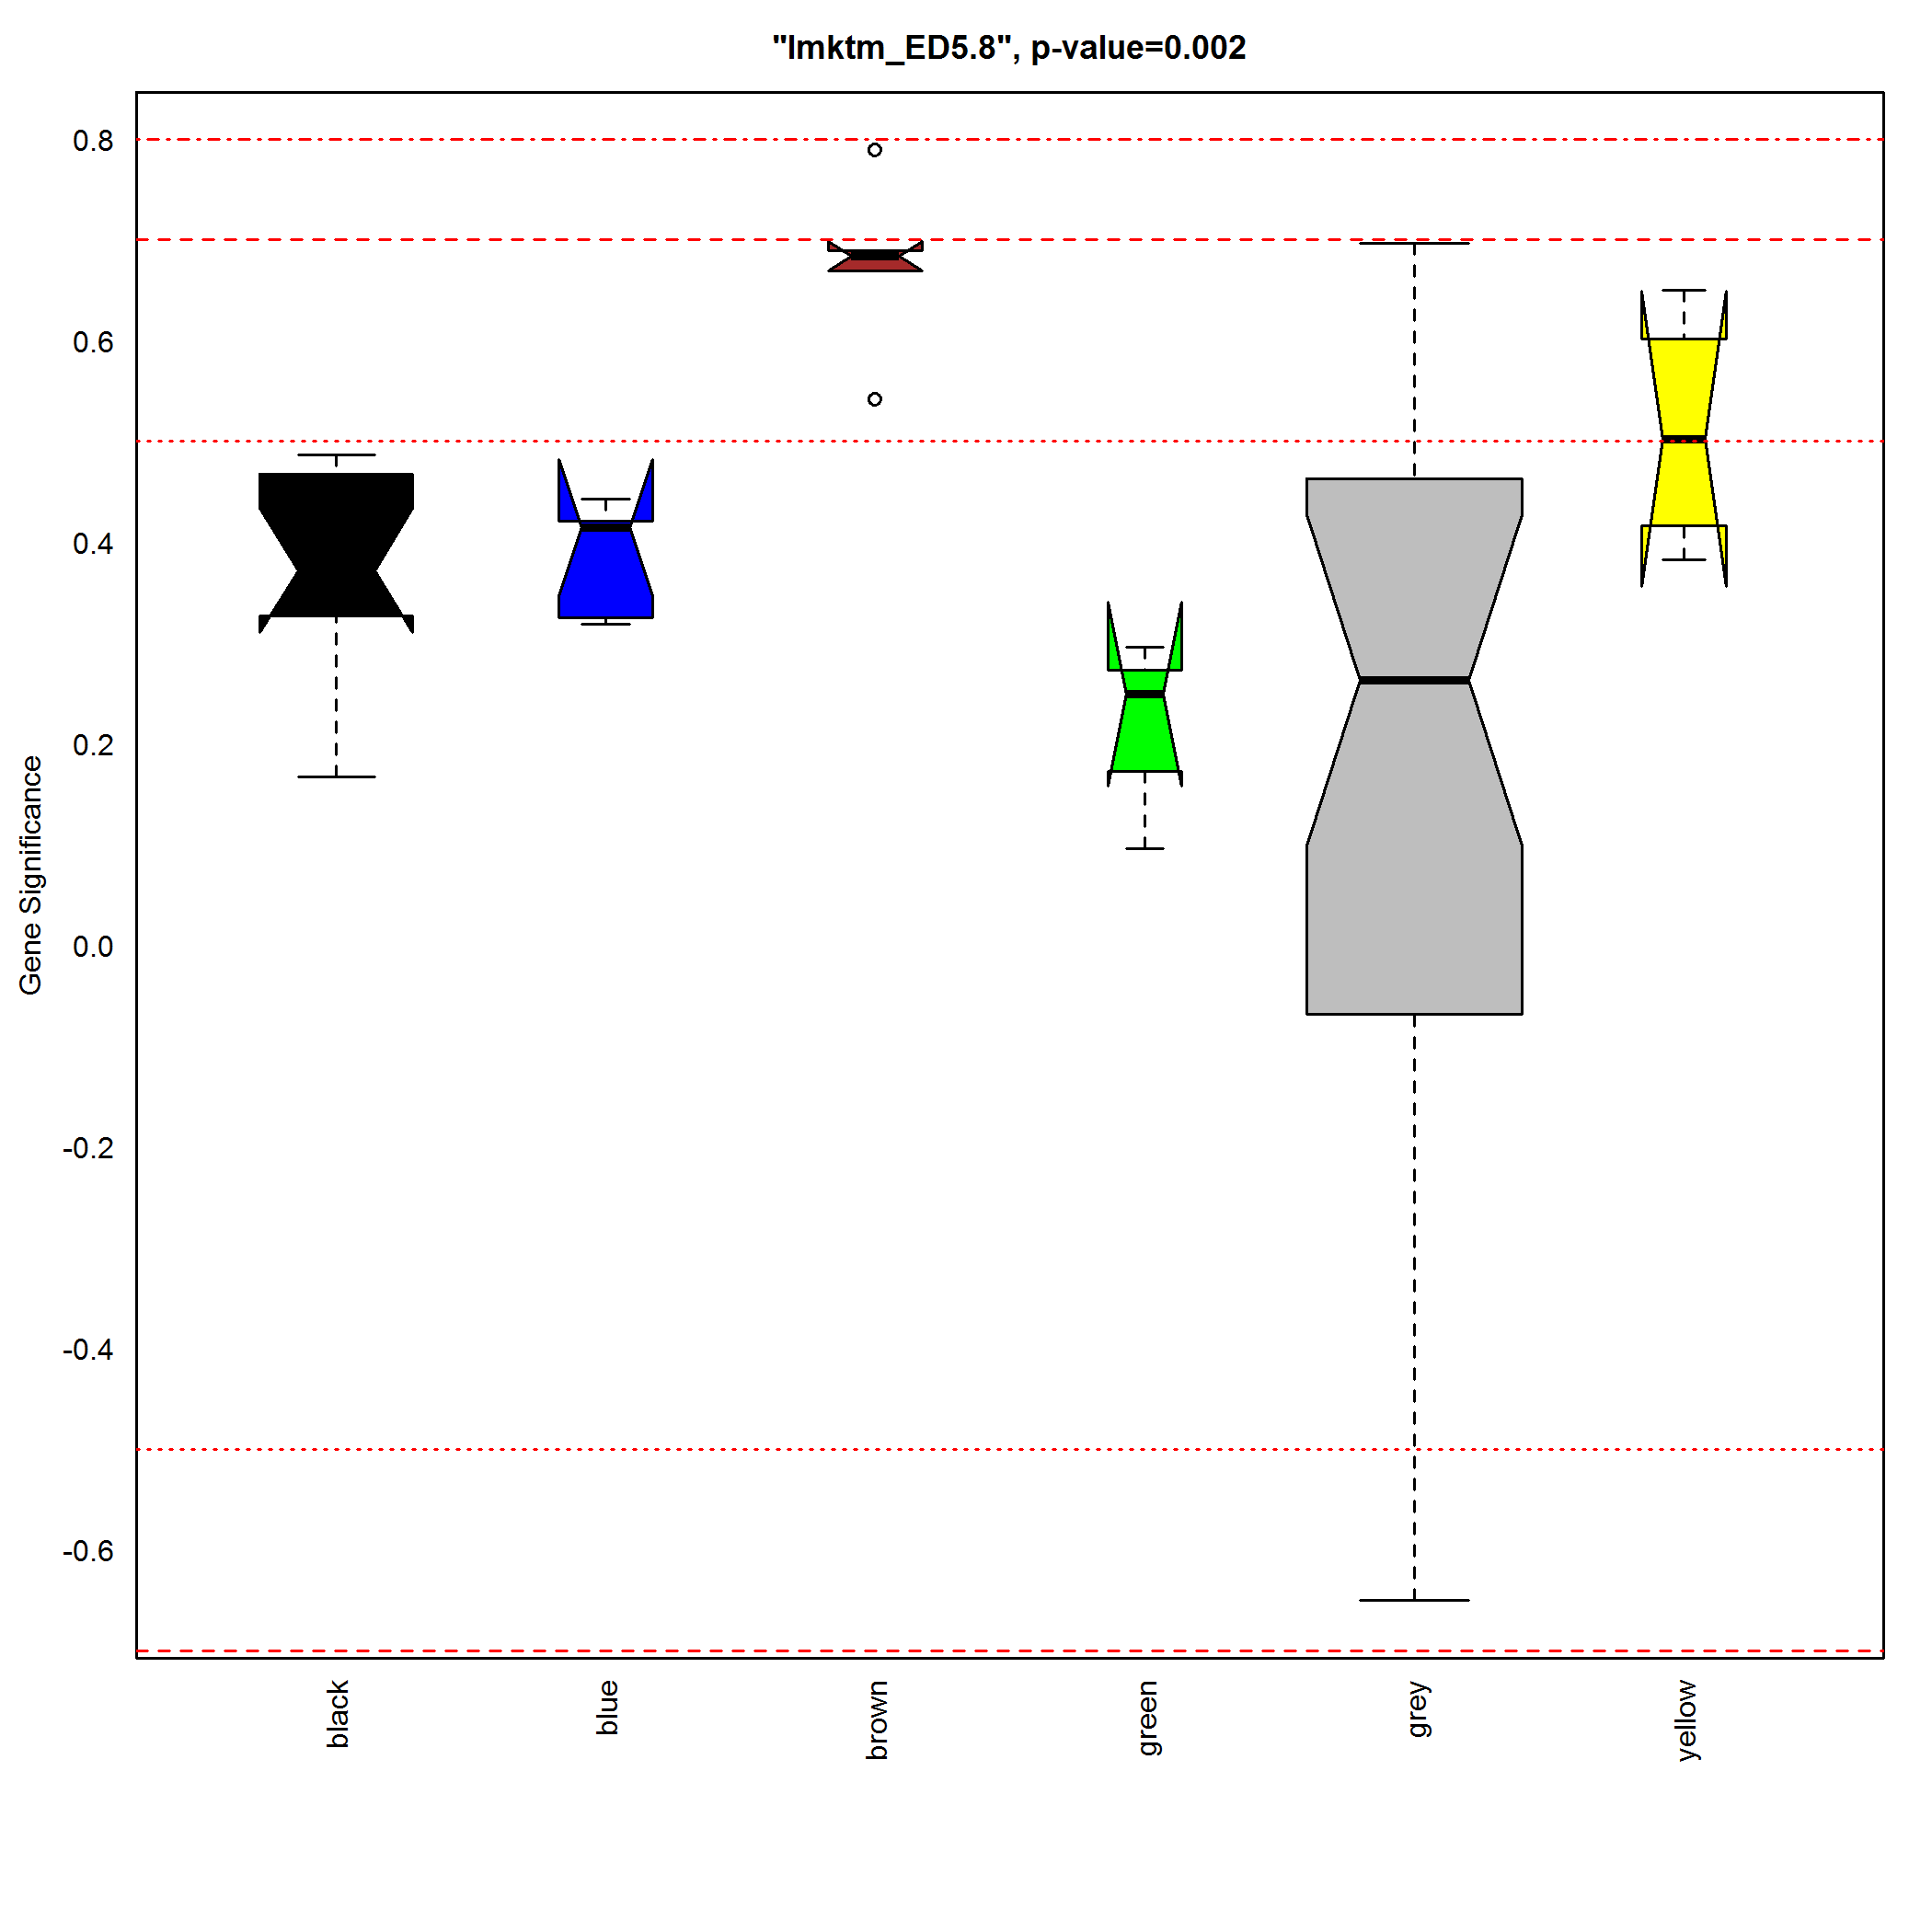 "lmktm_ED5.8", p-value=0.002
0.8
0.6
0.4
0.2
0.0
-0.2
-0.4
-0.6
Gene Significance
black
blue
brown
green
grey
yellow